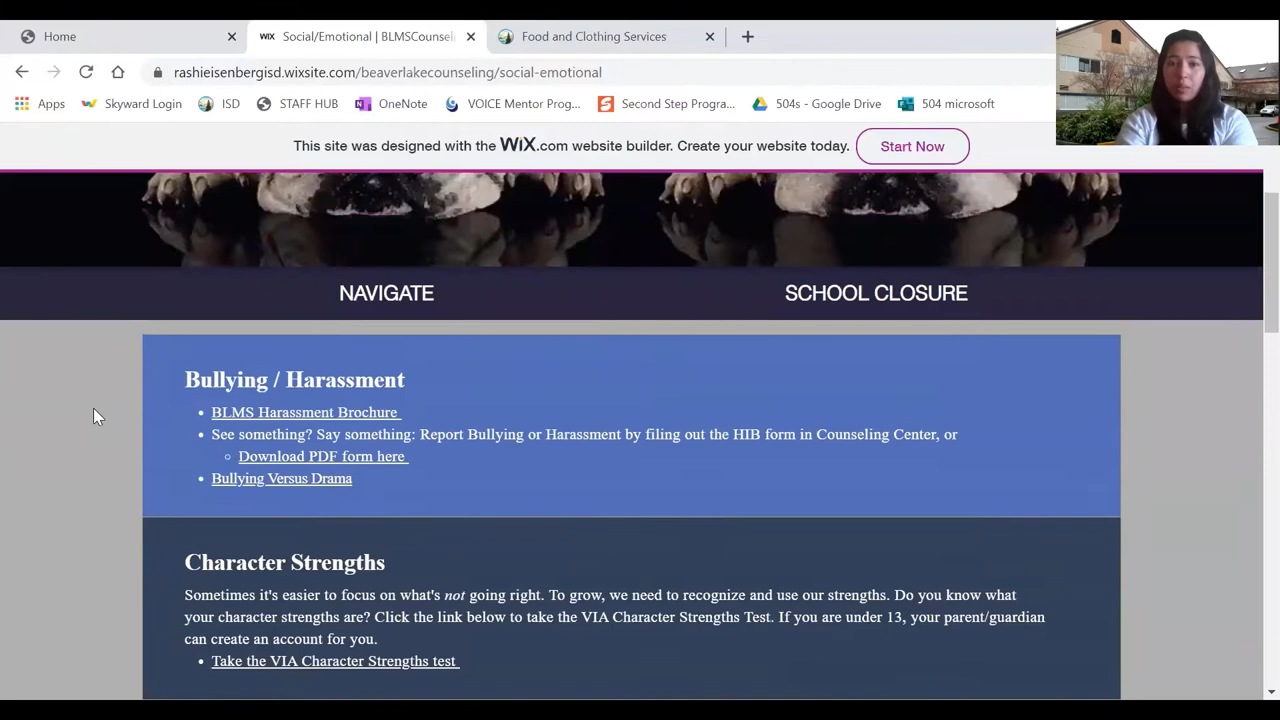 Home
WiX Social/Emotional | BLMSCounseli
Food and Clothing Services
rashieisenbergisd.wixsite.com/beaverlakecounseling/social-emotional
Apps Skyward Login ISD STAFF HUB OneNote VOICE Mentor Prog... Second Step Progra... 504s - Google Drive 504 microsoft
This site was designed with the WiX.com website builder. Create your website today. Start Now
NAVIGATE SCHOOL CLOSURE
Bullying / Harassment
• BLMS Harassment Brochure
• See something? Say something: Report Bullying or Harassment by filing out the HIB form in Counseling Center, or
◦ Download PDF form here
• Bullying Versus Drama
Character Strengths
Sometimes it's easier to focus on what's not going right. To grow, we need to recognize and use our strengths. Do you know what
your character strengths are? Click the link below to take the VIA Character Strengths Test. If you are under 13, your parent/guardian
can create an account for you.
• Take the VIA Character Strengths test